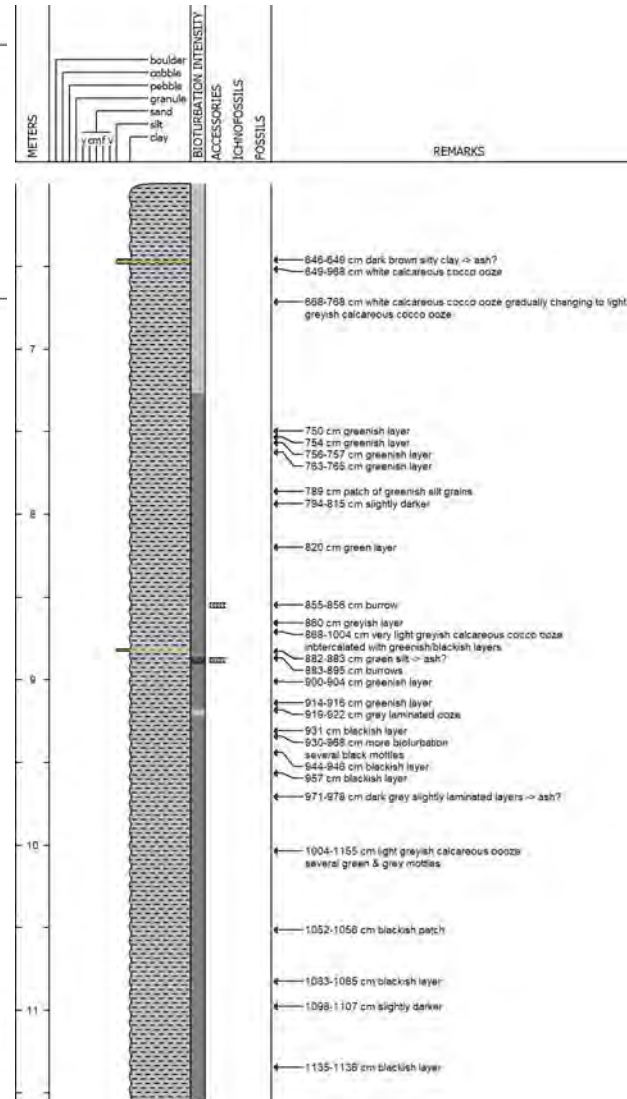 METERS
boulder
cobble
pebble
granule
sand
silt
clay
v c m f v
BIOTURBATION INTENSITY
ACCESSORIES
ICHNOFOSSILS
FOSSILS
REMARKS
646-649 cm dark brown silty clay -> ash?
649-968 cm white calcareous cocco ooze
668-768 cm white calcareous cocco ooze gradually changing to light
greyish calcareous cocco ooze
7
750 cm greenish layer
754 cm greenish layer
756-757 cm greenish layer
763-765 cm greenish layer
789 cm patch of greenish silt grains
794-815 cm slightly darker
8
820 cm green layer
855-856 cm burrow
860 cm greyish layer
868-1004 cm very light greyish calcareous cocco ooze
intercalated with greenish/blackish layers
882-883 cm green silt -> ash?
883-895 cm burrows
9
900-904 cm greenish layer
914-916 cm greenish layer
919-922 cm grey laminated ooze
931 cm blackish layer
930-968 cm more bioturbation
several black mottles
944-946 cm blackish layer
957 cm blackish layer
971-978 cm dark grey slightly laminated layers -> ash?
10
1004-1155 cm light greyish calcareous oooze
several green & grey mottles
1052-1056 cm blackish patch
1083-1085 cm blackish layer
11
1098-1107 cm slightly darker
1135-1136 cm blackish layer